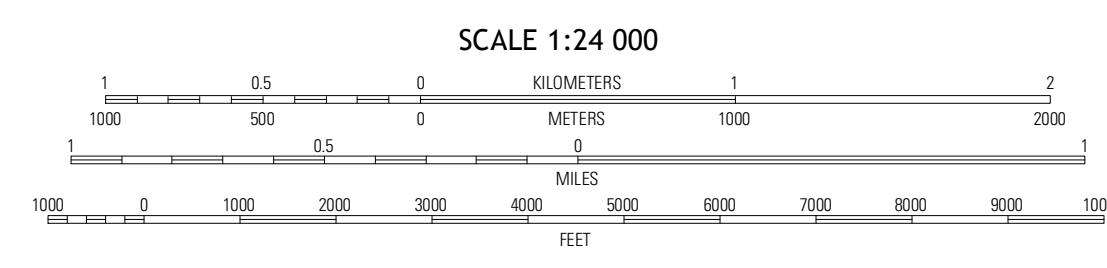 SCALE 1:24 000
1 0.5 0 KILOMETERS 1 2
1000 500 0 METERS 1000 2000
1 0.5 0 1
MILES
1000 0 1000 2000 3000 4000 5000 6000 7000 8000 9000 100
FEET